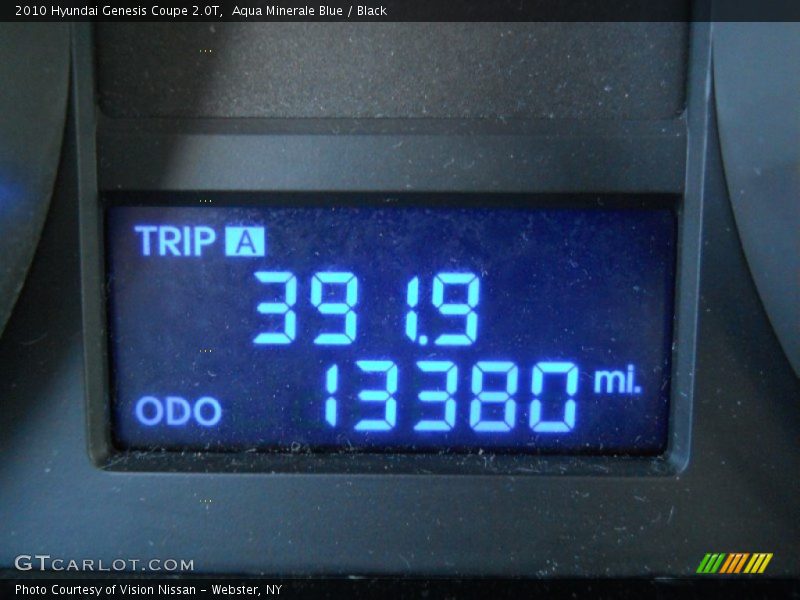 2010 Hyundai Genesis Coupe 2.0T,  Aqua Minerale Blue / Black
TRIP A
391.9
13380 mi.
ODO
GTCARLOT.COM
Photo Courtesy of Vision Nissan - Webster, NY